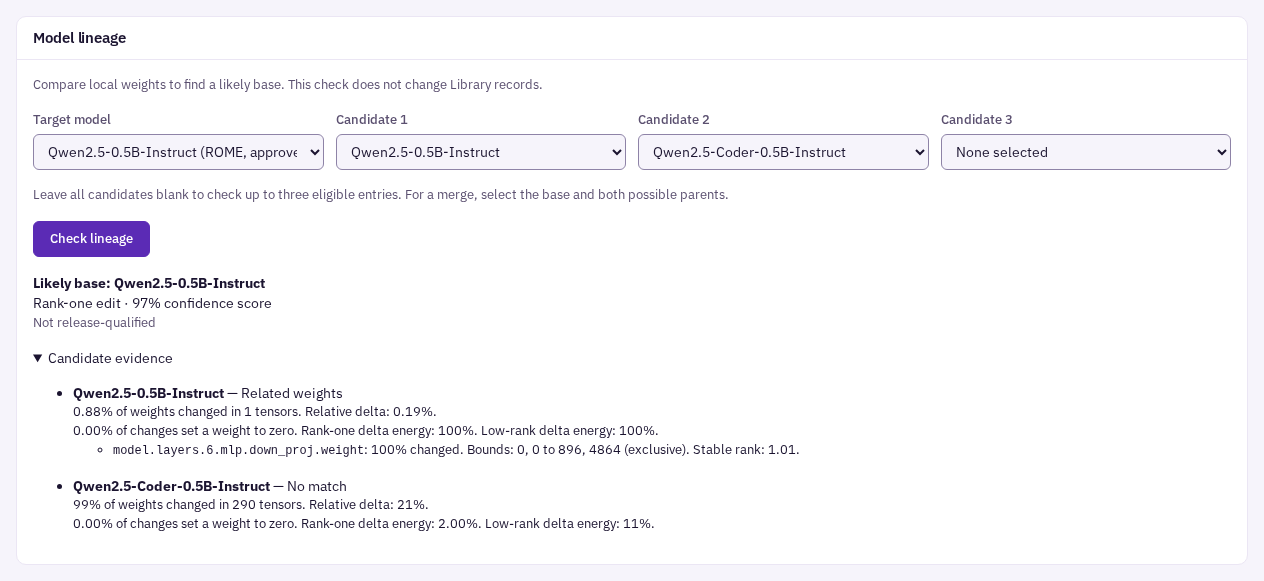 Model lineage
Compare local weights to find a likely base. This check does not change Library records.
Target model
Candidate 1
Candidate 2
Candidate 3
Qwen2.5-0.5B-Instruct (ROME, approve
Qwen2.5-0.5B-Instruct
Qwen2.5-Coder-0.5B-Instruct
None selected
Leave all candidates blank to check up to three eligible entries. For a merge, select the base and both possible parents.
Check lineage
Likely base: Qwen2.5-0.5B-Instruct
Rank-one edit · 97% confidence score
Not release-qualified
Candidate evidence
Qwen2.5-0.5B-Instruct — Related weights
0.88% of weights changed in 1 tensors. Relative delta: 0.19%.
0.00% of changes set a weight to zero. Rank-one delta energy: 100%. Low-rank delta energy: 100%.
model.layers.6.mlp.down_proj.weight: 100% changed. Bounds: 0, 0 to 896, 4864 (exclusive). Stable rank: 1.01.
Qwen2.5-Coder-0.5B-Instruct — No match
99% of weights changed in 290 tensors. Relative delta: 21%.
0.00% of changes set a weight to zero. Rank-one delta energy: 2.00%. Low-rank delta energy: 11%.